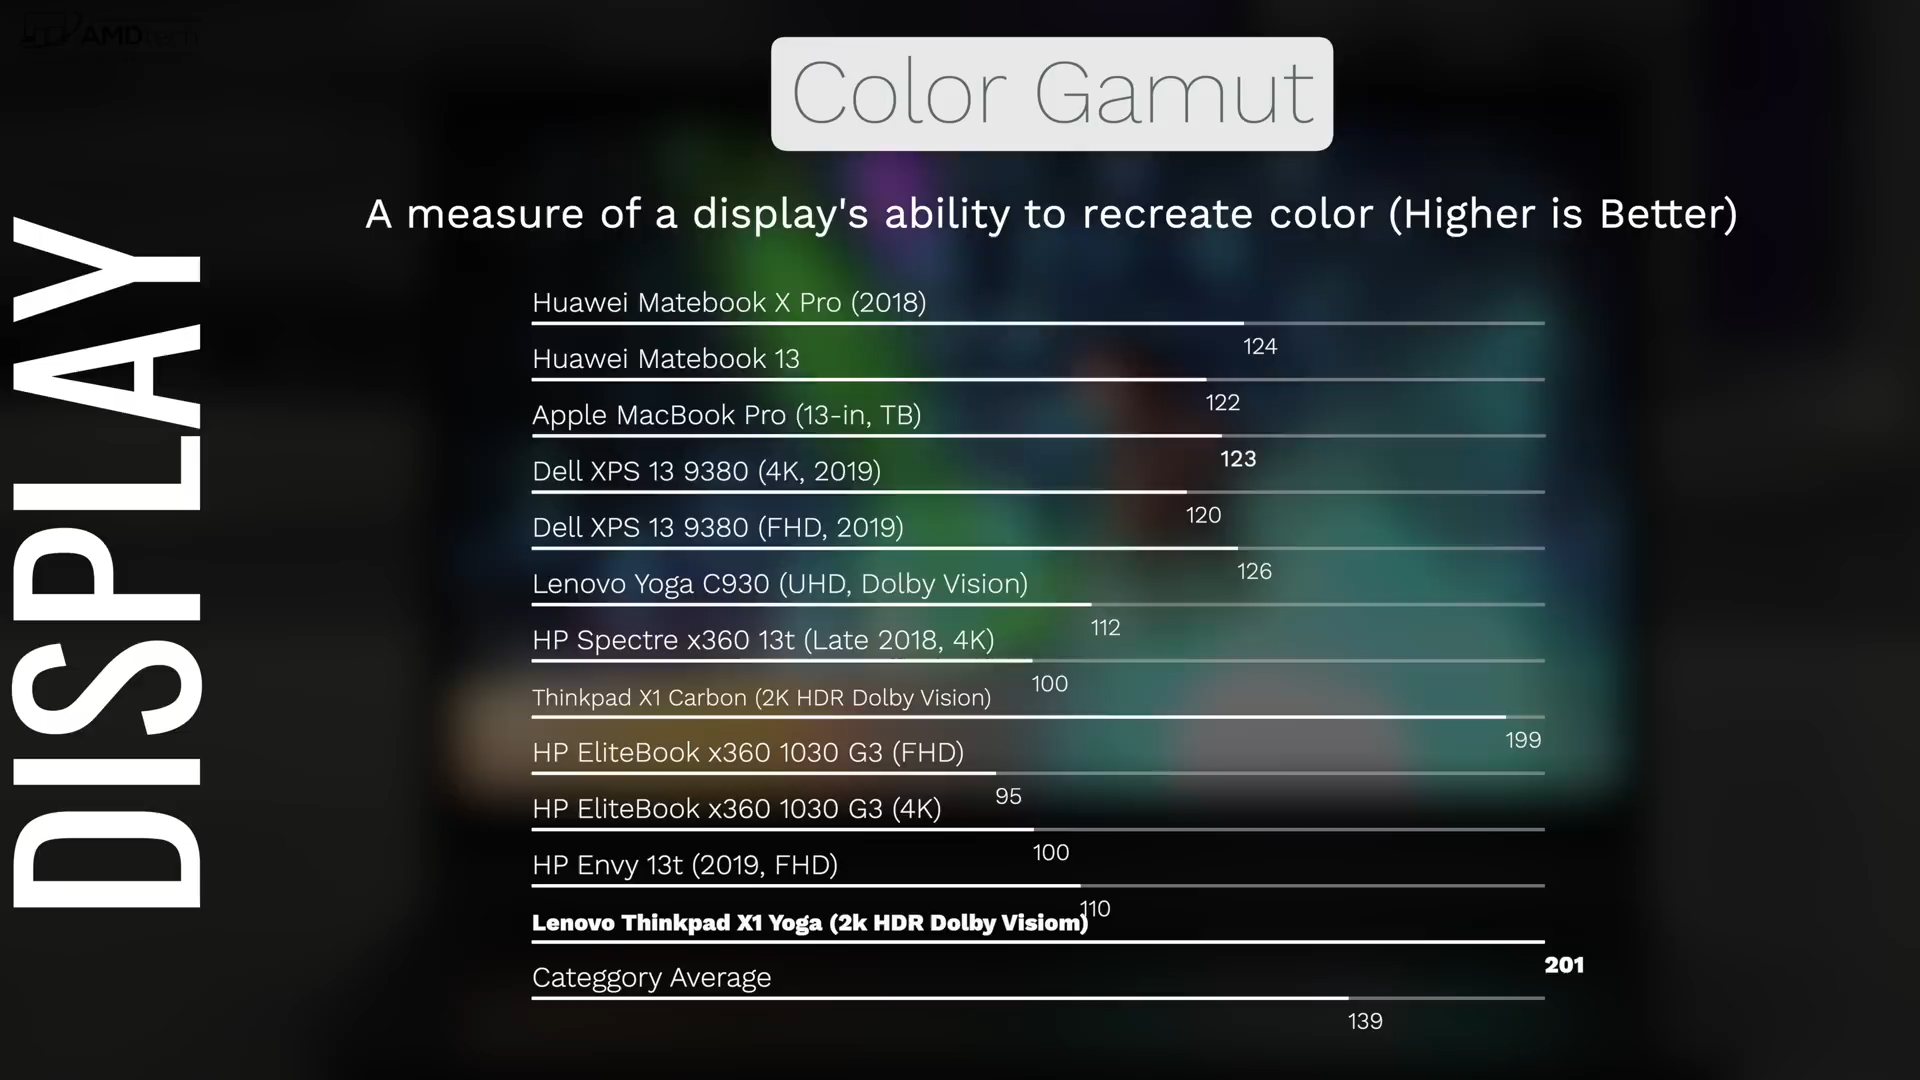 AMDtech
Color Gamut
A measure of a display's ability to recreate color (Higher is Better)
DISPLAY
Huawei Matebook X Pro (2018)
124
Huawei Matebook 13
122
Apple MacBook Pro (13-in, TB)
123
Dell XPS 13 9380 (4K, 2019)
120
Dell XPS 13 9380 (FHD, 2019)
126
Lenovo Yoga C930 (UHD, Dolby Vision)
112
HP Spectre x360 13t (Late 2018, 4K)
100
Thinkpad X1 Carbon (2K HDR Dolby Vision)
199
HP EliteBook x360 1030 G3 (FHD)
95
HP EliteBook x360 1030 G3 (4K)
100
HP Envy 13t (2019, FHD)
110
Lenovo Thinkpad X1 Yoga (2k HDR Dolby Visiom)
201
Categgory Average
139